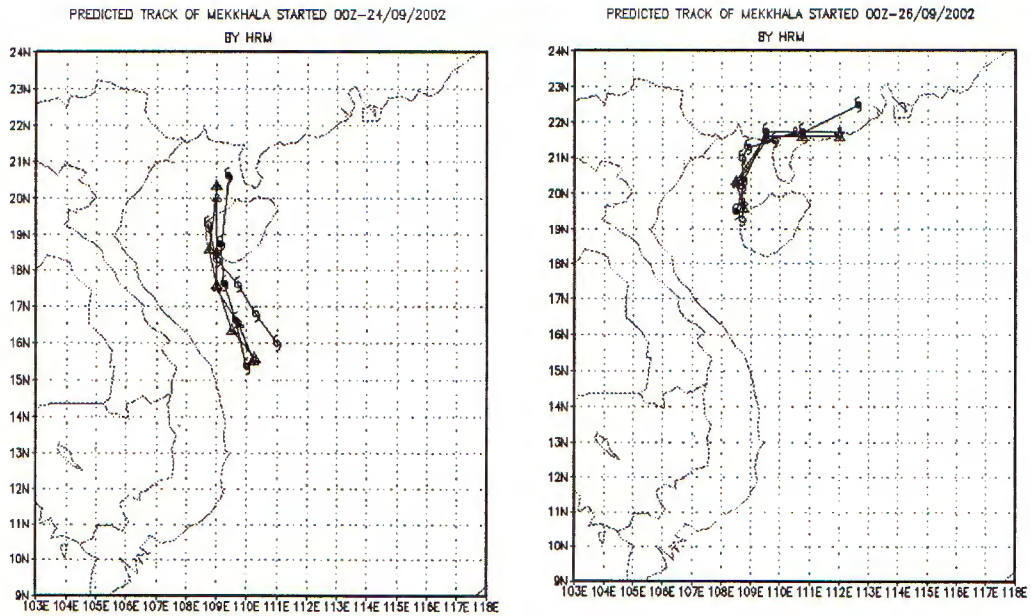 PREDICTED TRACK OF MEKKHALA STARTED 00Z-24/09/2002
BY HRM
24N
23N
22N
21N
20N
19N
18N
17N
16N
15N
14N
13N
12N
11N
10N
9N
103E 104E 105E 106E 107E 108E 109E 110E 111E 112E 113E 114E 115E 116E 117E 118E
PREDICTED TRACK OF MEKKHALA STARTED 00Z-26/09/2002
BY HRM
24N
23N
22N
21N
20N
19N
18N
17N
16N
15N
14N
13N
12N
11N
10N
9N
103E 104E 105E 106E 107E 108E 109E 110E 111E 112E 113E 114E 115E 116E 117E 118E